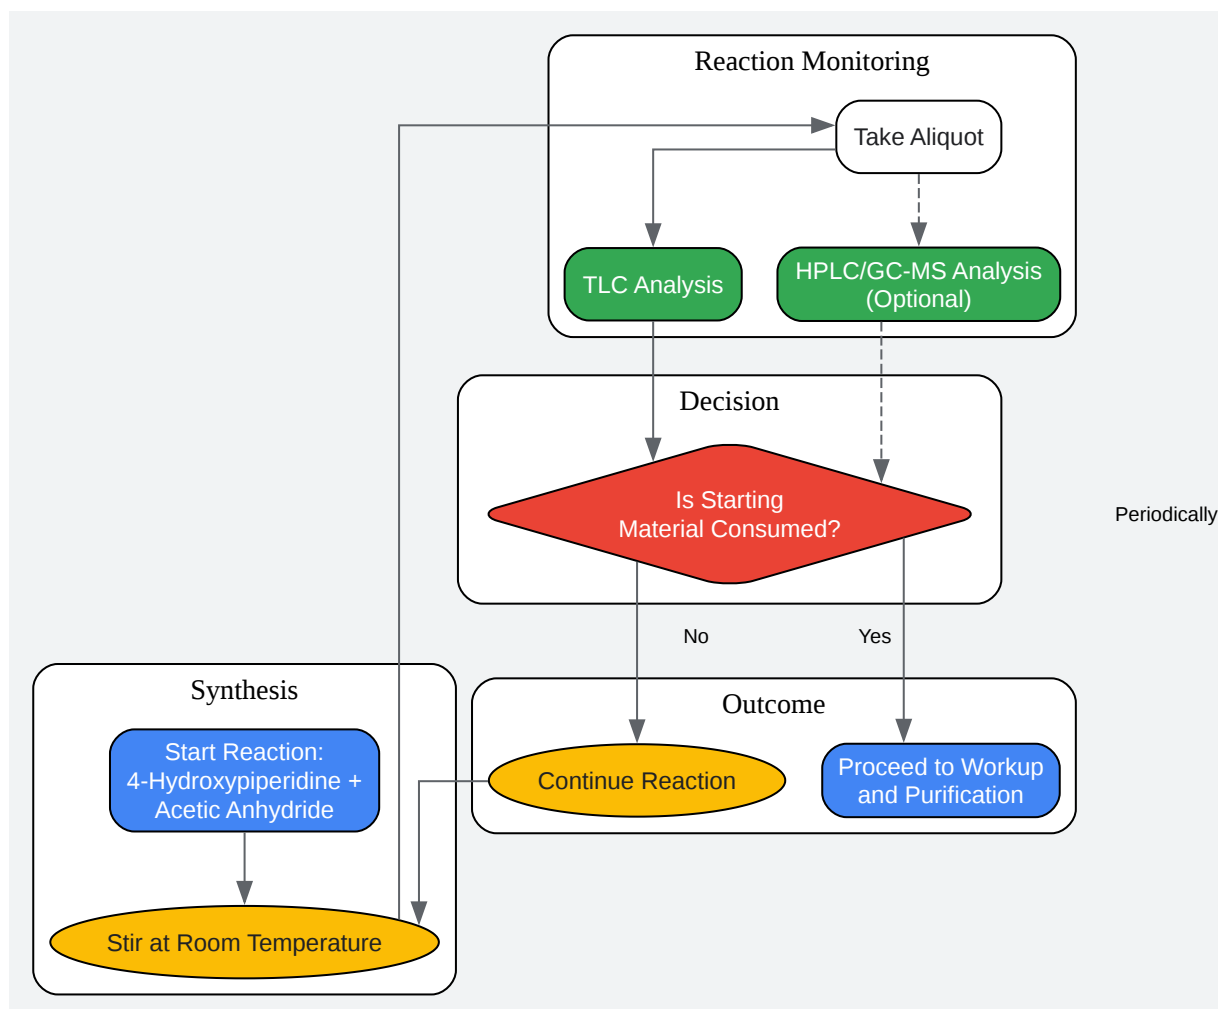 Reaction Monitoring
Take Aliquot
TLC Analysis
HPLC/GC-MS Analysis
(Optional)
Decision
Is Starting
Material Consumed?
Periodically
No
Yes
Synthesis
Start Reaction:
4-Hydroxypiperidine +
Acetic Anhydride
Stir at Room Temperature
Outcome
Continue Reaction
Proceed to Workup
and Purification